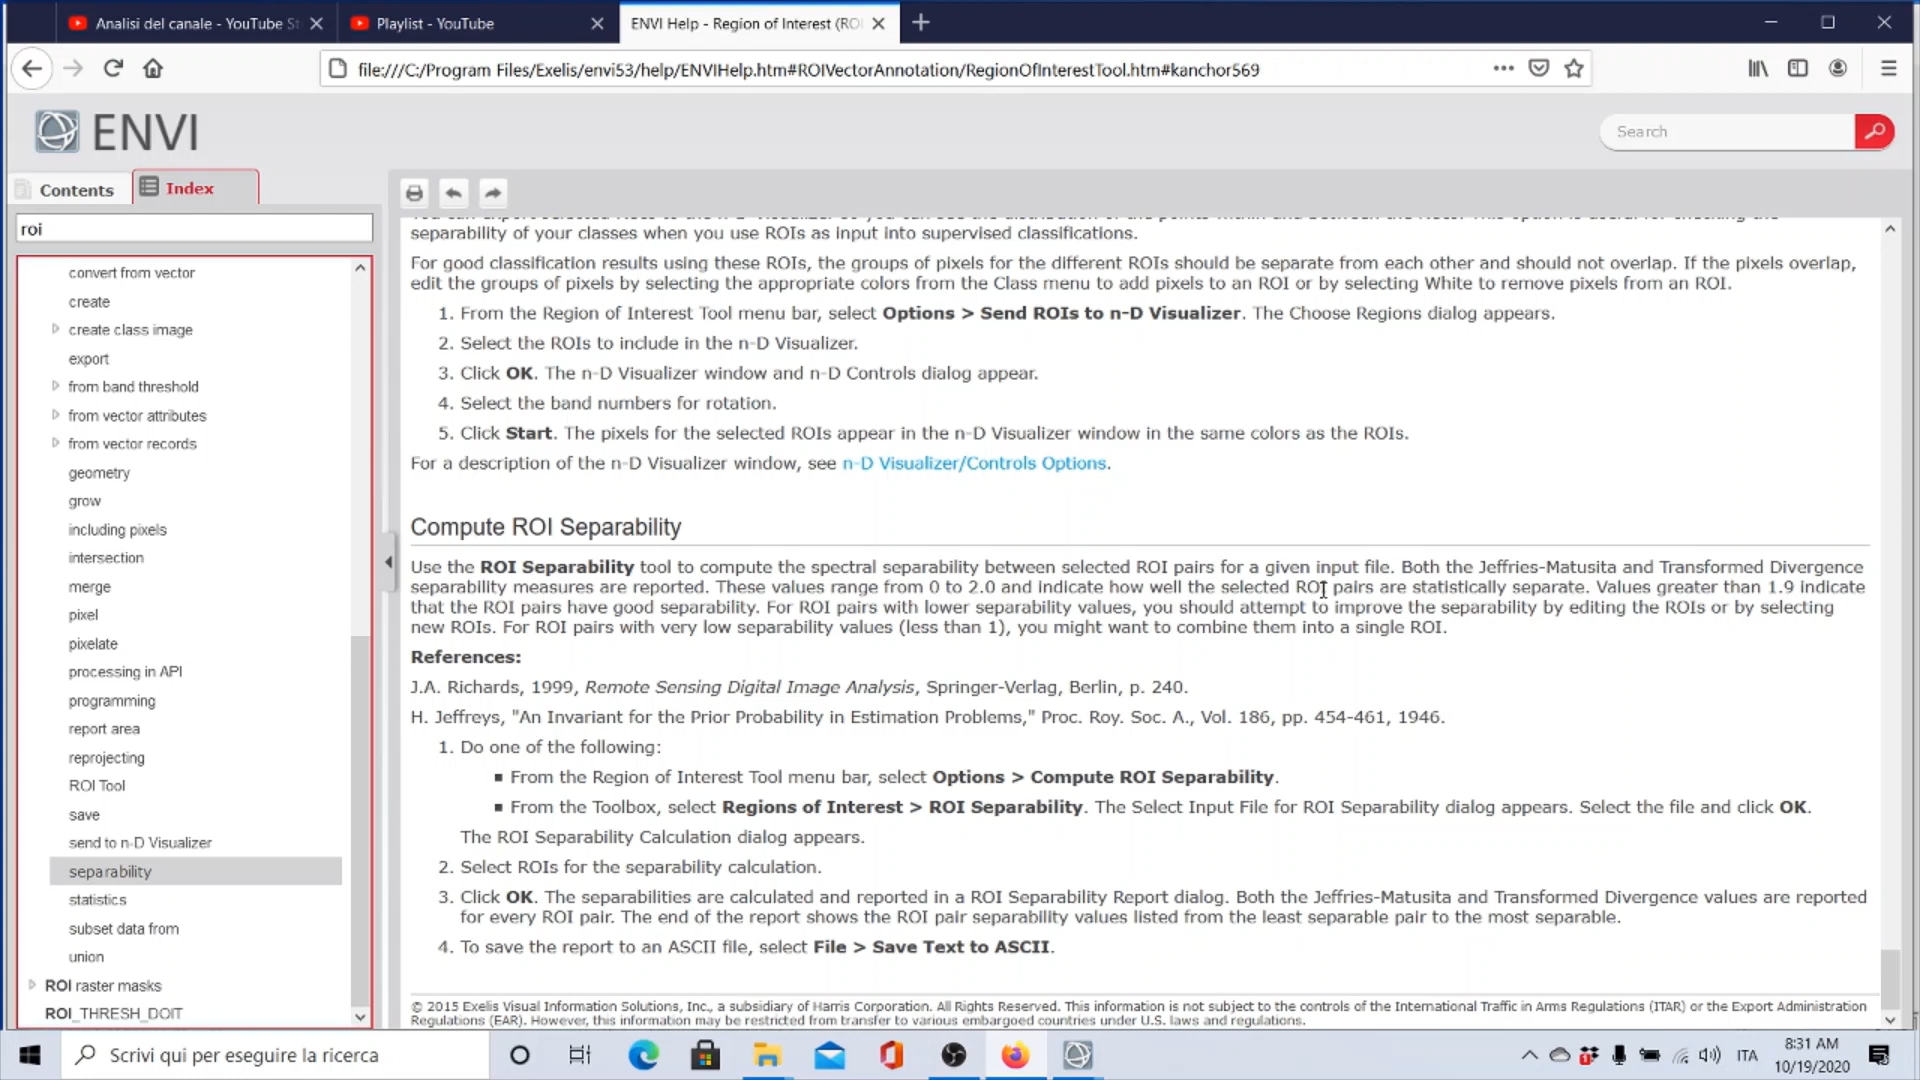 Analisi del canale - YouTube St
Playlist - YouTube
ENVI Help - Region of Interest (ROI
file:///C:/Program Files/Exelis/envi53/help/ENVIHelp.htm#ROIVectorAnnotation/RegionOfInterestTool.htm#kanchor569
ENVI
Search
Contents
Index
roi
convert from vector
create
create class image
export
from band threshold
from vector attributes
from vector records
geometry
grow
including pixels
intersection
merge
pixel
pixelate
processing in API
programming
report area
reprojecting
ROI Tool
save
send to n-D Visualizer
separability
statistics
subset data from
union
ROI raster masks
ROI_THRESH_DOIT
separability of your classes when you use ROIs as input into supervised classifications.
For good classification results using these ROIs, the groups of pixels for the different ROIs should be separate from each other and should not overlap. If the pixels overlap,
edit the groups of pixels by selecting the appropriate colors from the Class menu to add pixels to an ROI or by selecting White to remove pixels from an ROI.
1. From the Region of Interest Tool menu bar, select Options > Send ROIs to n-D Visualizer. The Choose Regions dialog appears.
2. Select the ROIs to include in the n-D Visualizer.
3. Click OK. The n-D Visualizer window and n-D Controls dialog appear.
4. Select the band numbers for rotation.
5. Click Start. The pixels for the selected ROIs appear in the n-D Visualizer window in the same colors as the ROIs.
For a description of the n-D Visualizer window, see n-D Visualizer/Controls Options.
Compute ROI Separability
Use the ROI Separability tool to compute the spectral separability between selected ROI pairs for a given input file. Both the Jeffries-Matusita and Transformed Divergence
separability measures are reported. These values range from 0 to 2.0 and indicate how well the selected ROI pairs are statistically separate. Values greater than 1.9 indicate
that the ROI pairs have good separability. For ROI pairs with lower separability values, you should attempt to improve the separability by editing the ROIs or by selecting
new ROIs. For ROI pairs with very low separability values (less than 1), you might want to combine them into a single ROI.
References:
J.A. Richards, 1999, Remote Sensing Digital Image Analysis, Springer-Verlag, Berlin, p. 240.
H. Jeffreys, "An Invariant for the Prior Probability in Estimation Problems," Proc. Roy. Soc. A., Vol. 186, pp. 454-461, 1946.
1. Do one of the following:
▪ From the Region of Interest Tool menu bar, select Options > Compute ROI Separability.
▪ From the Toolbox, select Regions of Interest > ROI Separability. The Select Input File for ROI Separability dialog appears. Select the file and click OK.
The ROI Separability Calculation dialog appears.
2. Select ROIs for the separability calculation.
3. Click OK. The separabilities are calculated and reported in a ROI Separability Report dialog. Both the Jeffries-Matusita and Transformed Divergence values are reported
for every ROI pair. The end of the report shows the ROI pair separability values listed from the least separable pair to the most separable.
4. To save the report to an ASCII file, select File > Save Text to ASCII.
© 2015 Exelis Visual Information Solutions, Inc., a subsidiary of Harris Corporation. All Rights Reserved. This information is not subject to the controls of the International Traffic in Arms Regulations (ITAR) or the Export Administration
Regulations (EAR). However, this information may be restricted from transfer to various embargoed countries under U.S. laws and regulations.
Scrivi qui per eseguire la ricerca
ITA
8:31 AM
10/19/2020